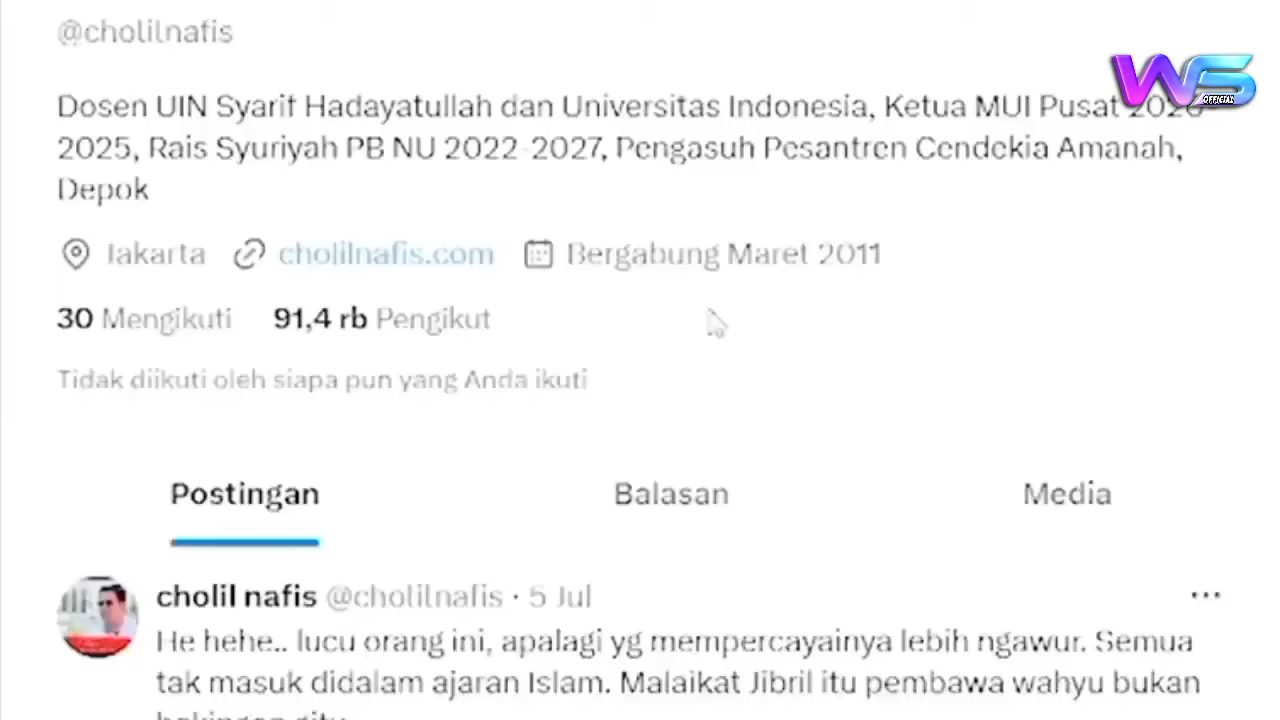 @cholilnafis
WS
OFFICIAL
Dosen UIN Syarif Hadayatullah dan Universitas Indonesia, Ketua MUI Pusat 2020-
2025, Rais Syuriyah PB NU 2022-2027, Pengasuh Pesantren Cendekia Amanah,
Depok
Jakarta cholilnafis.com Bergabung Maret 2011
30 Mengikuti 91,4 rb Pengikut
Tidak diikuti oleh siapa pun yang Anda ikuti
Postingan Balasan Media
cholil nafis @cholilnafis · 5 Jul ...
He hehe.. lucu orang ini, apalagi yg mempercayainya lebih ngawur. Semua
tak masuk didalam ajaran Islam. Malaikat Jibril itu pembawa wahyu bukan